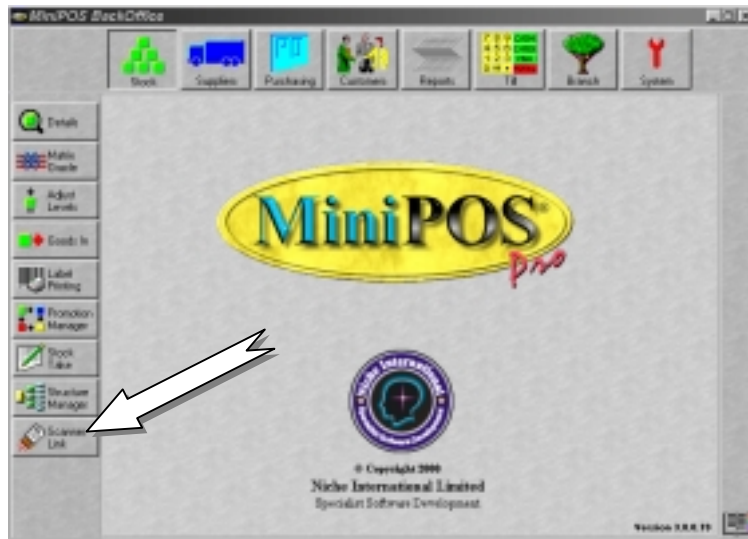 MiniPOS BackOffice
Stock
Suppliers
Purchasing
Customers
Reports
Till
Branch
System
Details
Matrix
Adjust
Levels
Goods In
Label
Printing
Promotion
Manager
Stock
Take
Structure
Manager
Scanner
Link
MiniPOS
pro
© Copyright 2000
Niche International Limited
Specialist Software Development